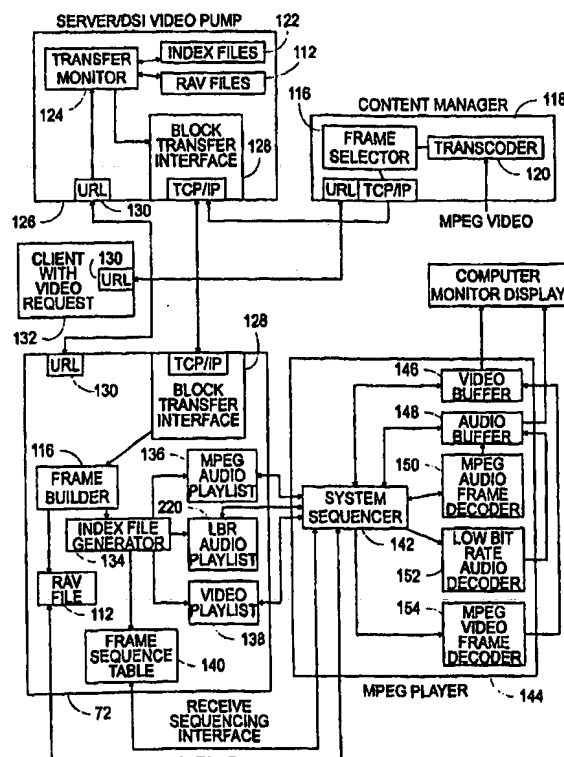 SERVER/DSI VIDEO PUMP
122
INDEX FILES
112
RAV FILES
TRANSFER
MONITOR
124
BLOCK
TRANSFER
INTERFACE
128
TCP/IP
URL
126
130
CONTENT MANAGER
118
116
FRAME
SELECTOR
TRANSCODER
120
URL
TCP/IP
MPEG VIDEO
CLIENT
WITH
VIDEO
REQUEST
130
URL
132
COMPUTER
MONITOR DISPLAY
URL
130
TCP/IP
BLOCK
TRANSFER
INTERFACE
128
116
FRAME
BUILDER
136
MPEG
AUDIO
PLAYLIST
220
INDEX FILE
GENERATOR
134
LBR
AUDIO
PLAYLIST
RAV
FILE
112
VIDEO
PLAYLIST
138
FRAME
SEQUENCE
TABLE
140
72
RECEIVE
SEQUENCING
INTERFACE
146
VIDEO
BUFFER
148
AUDIO
BUFFER
150
MPEG
AUDIO
FRAME
DECODER
SYSTEM
SEQUENCER
142
LOW BIT
RATE
AUDIO
DECODER
152
154
MPEG
VIDEO
FRAME
DECODER
MPEG PLAYER
144